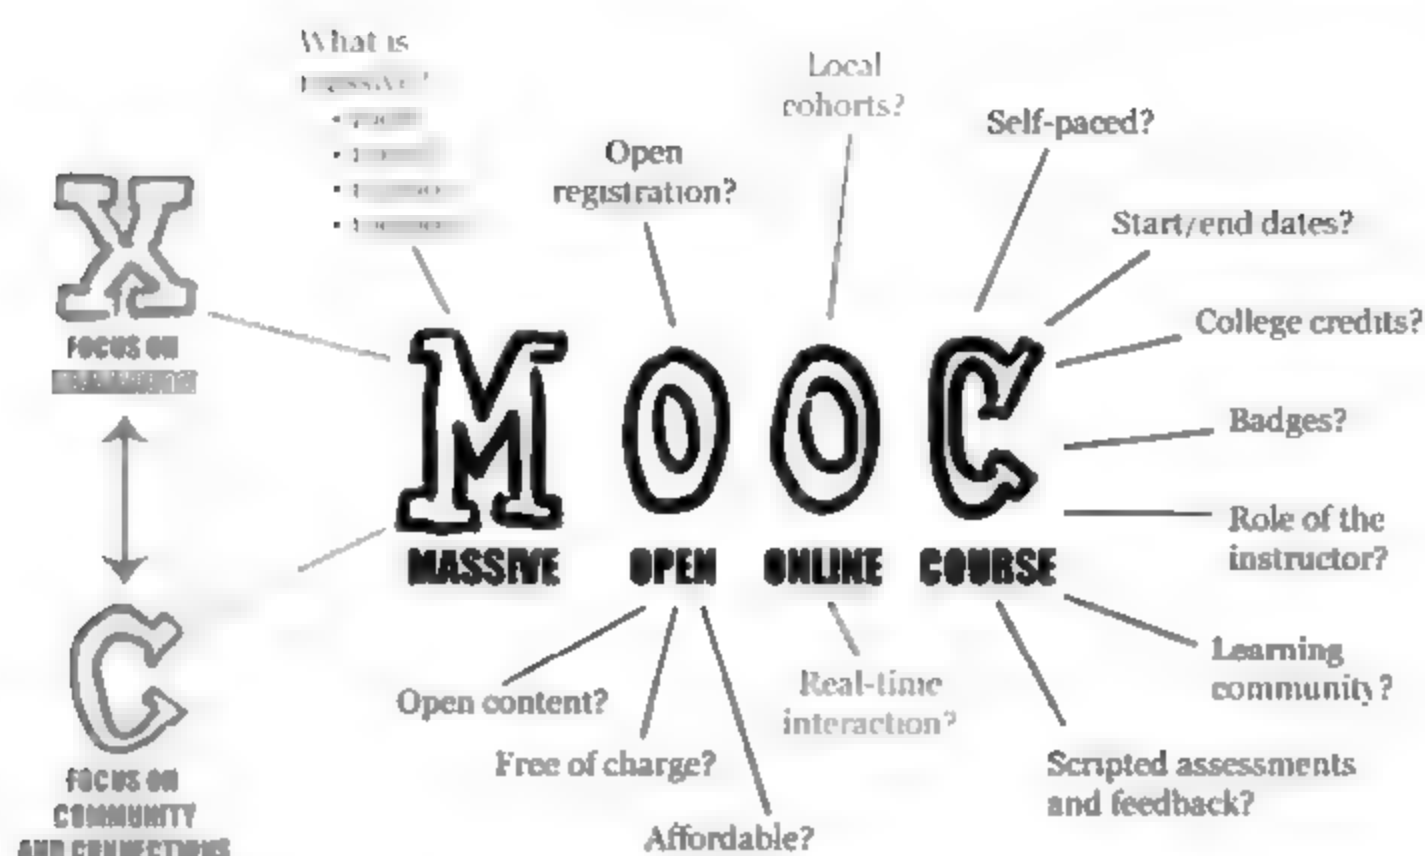 What is
Local
cohorts?
Self-paced?
Open
registration?
Start/end dates?
College credits?
Badges?
Role of the
instructor?
Learning
community?
Scripted assessments
and feedback?
X
FOCUS ON
C
FOCUS ON
COMMUNITY
AND CONNECTIONS
MOOC
MASSIVE OPEN ONLINE COURSE
Open content?
Free of charge?
Affordable?
Real-time
interaction?